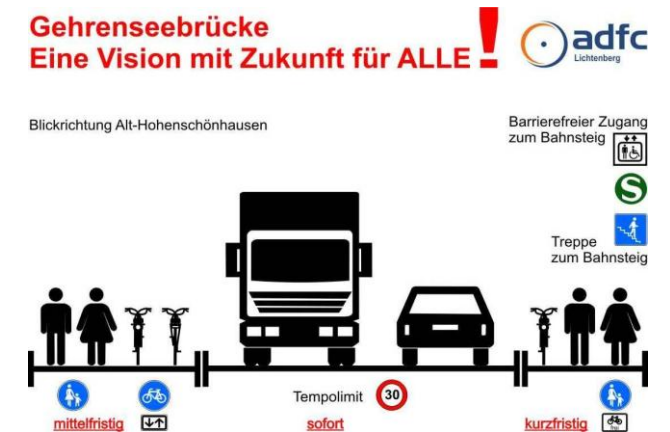 Gehrenseebrücke
Eine Vision mit Zukunft für ALLE!
adfc
Lichtenberg
Blickrichtung Alt-Hohenschönhausen
Barrierefreier Zugang
zum Bahnsteig
S
Treppe
zum Bahnsteig
Tempolimit 30
mittelfristig
sofort
kurzfristig